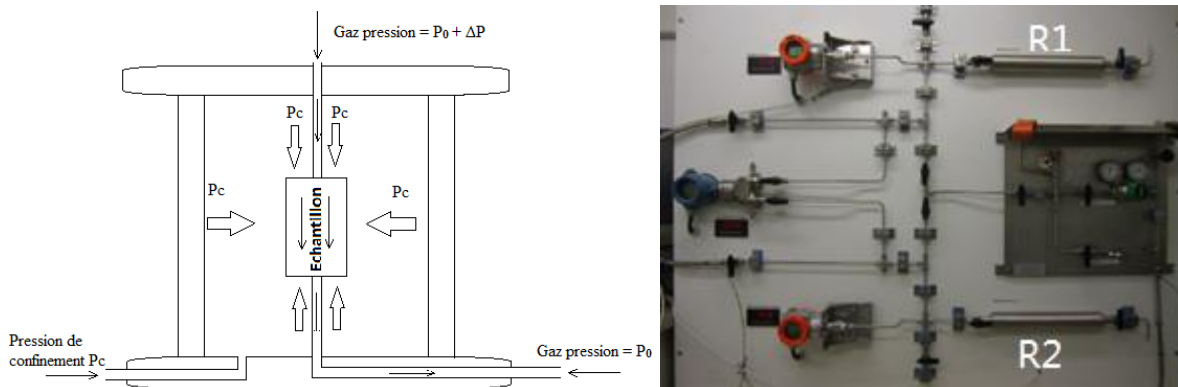 Gaz pression = P₀ + ΔP
Pc
Pc
Pc
Pc
Echantillon
Pression de
confinement Pc
Gaz pression = P₀
R1
R2